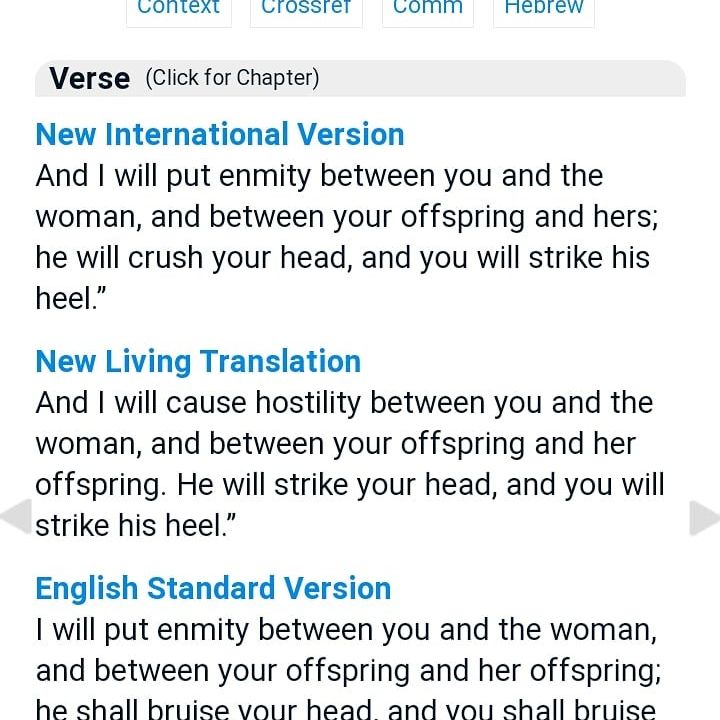 Context Crossref Comm Hebrew
Verse (Click for Chapter)
New International Version
And I will put enmity between you and the
woman, and between your offspring and hers;
he will crush your head, and you will strike his
heel.”
New Living Translation
And I will cause hostility between you and the
woman, and between your offspring and her
offspring. He will strike your head, and you will
strike his heel.”
English Standard Version
I will put enmity between you and the woman,
and between your offspring and her offspring;
he shall bruise your head, and you shall bruise